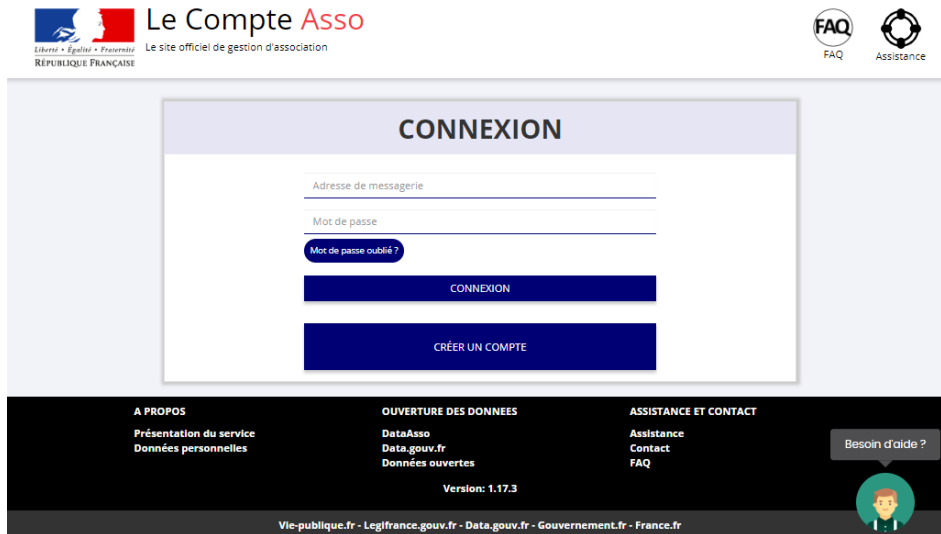 Le Compte Asso
Le site officiel de gestion d'association
Liberté • Égalité • Fraternité
RÉPUBLIQUE FRANÇAISE
FAQ
FAQ
Assistance
CONNEXION
Adresse de messagerie
Mot de passe
Mot de passe oublié ?
CONNEXION
CRÉER UN COMPTE
A PROPOS
Présentation du service
Données personnelles
OUVERTURE DES DONNEES
DataAsso
Data.gouv.fr
Données ouvertes
ASSISTANCE ET CONTACT
Assistance
Contact
FAQ
Besoin d'aide ?
Version: 1.17.3
Vie-publique.fr - Legifrance.gouv.fr - Data.gouv.fr - Gouvernement.fr - France.fr